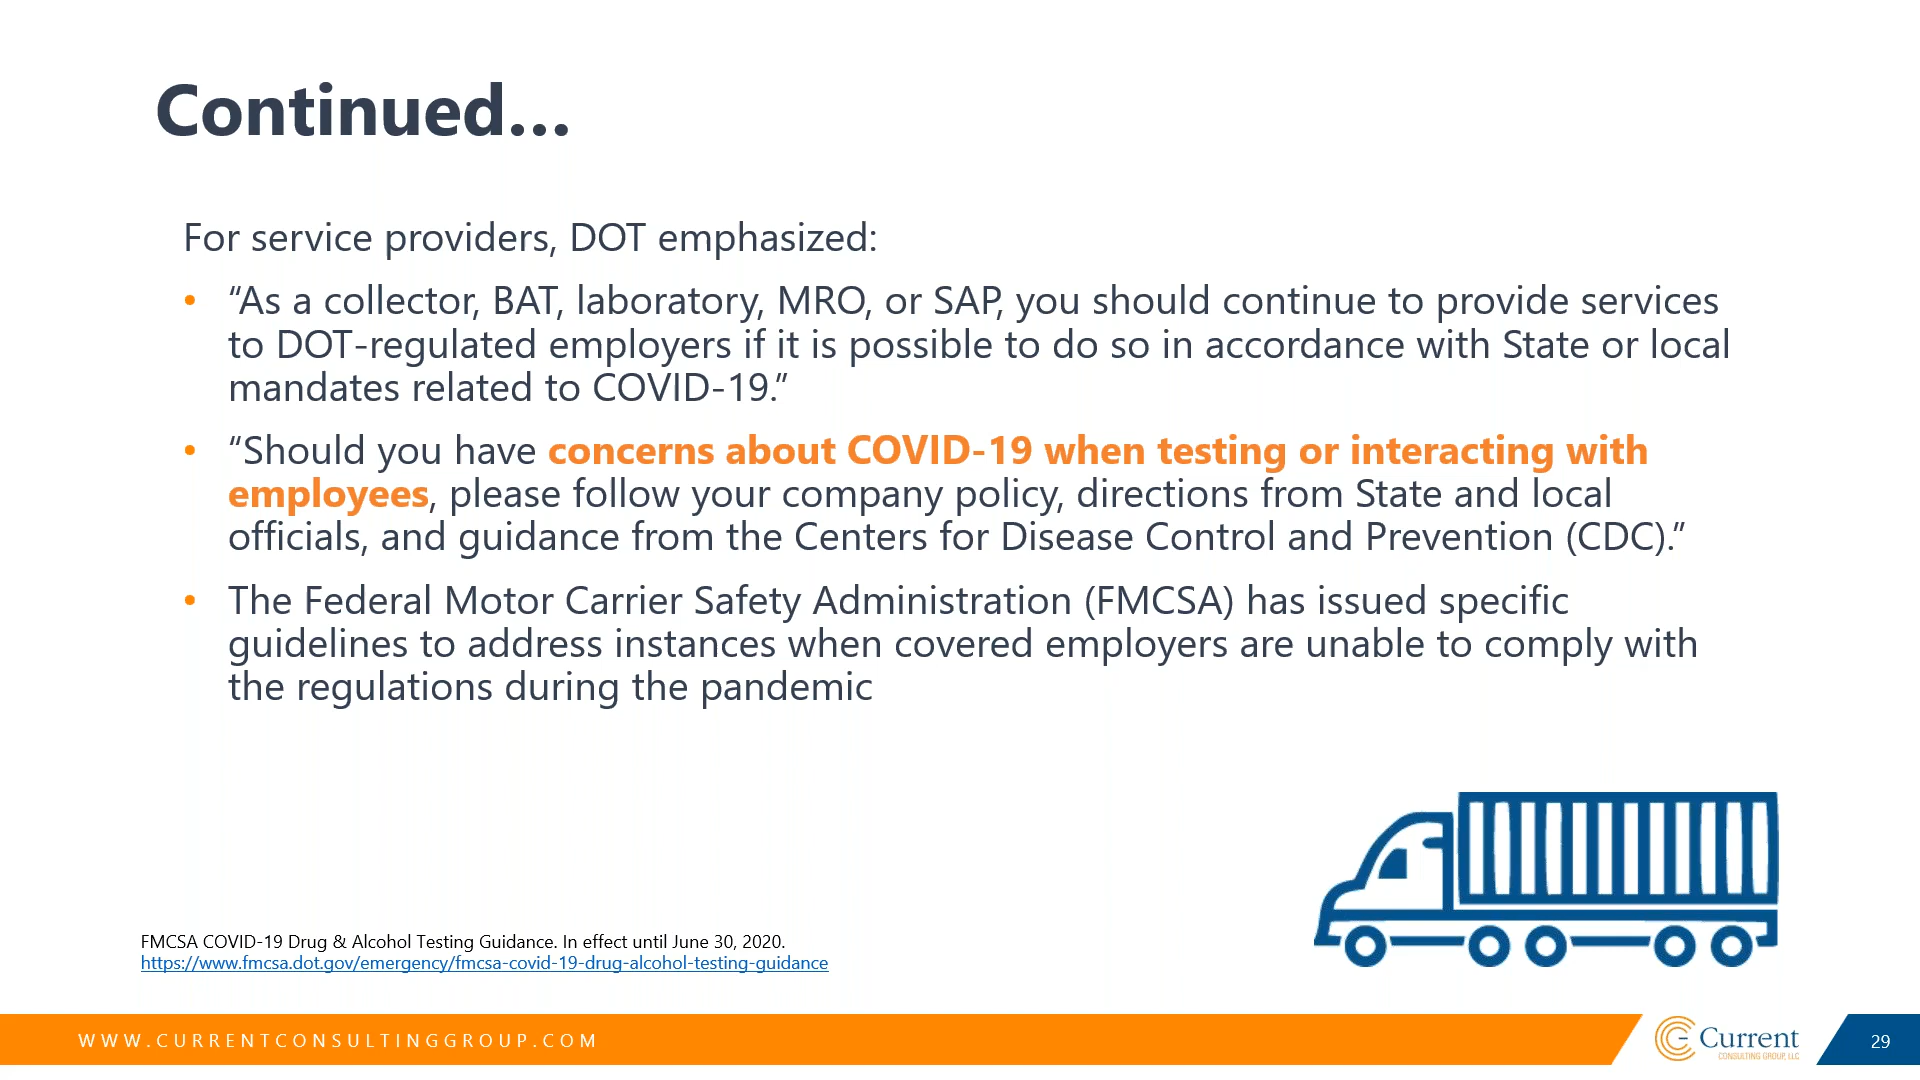 Continued...
For service providers, DOT emphasized:
• “As a collector, BAT, laboratory, MRO, or SAP, you should continue to provide services
to DOT-regulated employers if it is possible to do so in accordance with State or local
mandates related to COVID-19.”
• “Should you have concerns about COVID-19 when testing or interacting with
employees, please follow your company policy, directions from State and local
officials, and guidance from the Centers for Disease Control and Prevention (CDC).”
• The Federal Motor Carrier Safety Administration (FMCSA) has issued specific
guidelines to address instances when covered employers are unable to comply with
the regulations during the pandemic
FMCSA COVID-19 Drug & Alcohol Testing Guidance. In effect until June 30, 2020.
https://www.fmcsa.dot.gov/emergency/fmcsa-covid-19-drug-alcohol-testing-guidance
WWW.CURRENTCONSULTINGGROUP.COM
Current
CONSULTING GROUP, LLC
29